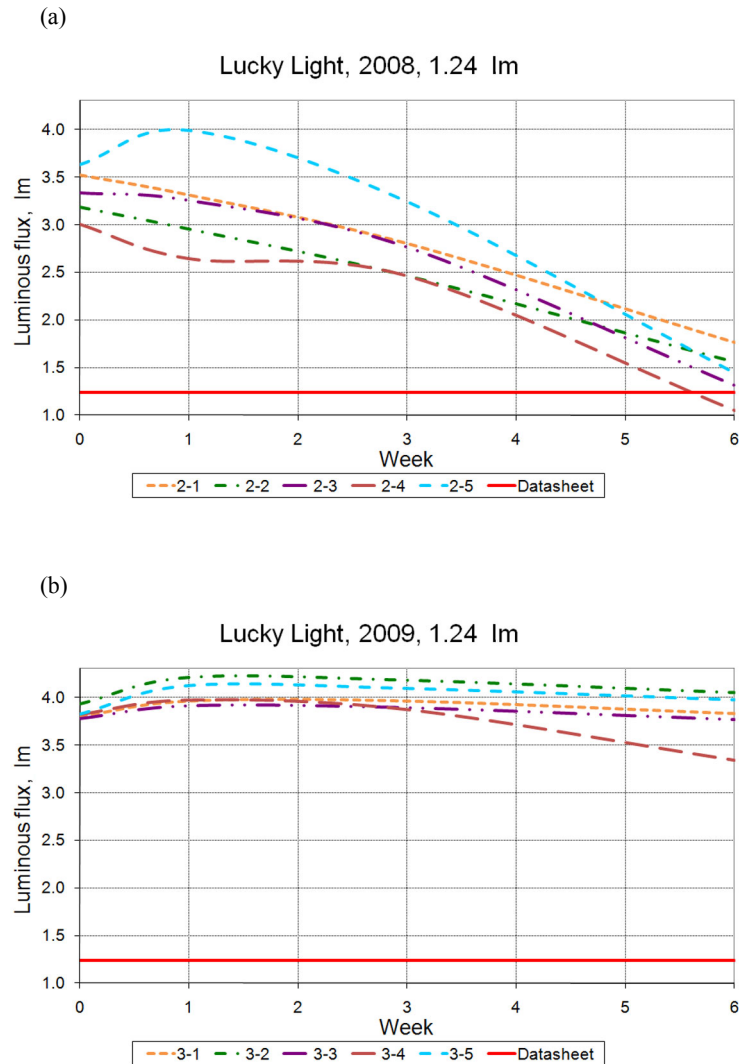 (a)
Lucky Light, 2008, 1.24 lm
Luminous flux, lm
4.0
3.5
3.0
2.5
2.0
1.5
1.0
0 1 2 3 4 5 6
Week
2-1 2-2 2-3 2-4 2-5 Datasheet
(b)
Lucky Light, 2009, 1.24 lm
Luminous flux, lm
4.0
3.5
3.0
2.5
2.0
1.5
1.0
0 1 2 3 4 5 6
Week
3-1 3-2 3-3 3-4 3-5 Datasheet